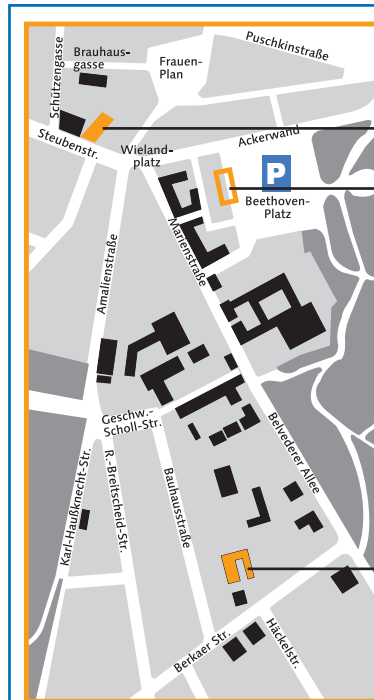 Puschkinstraße
Schützengasse
Brauhaus-
gasse
Frauen-
Plan
Steubenstr.
Wieland-
platz
Ackerwand
P
Beethoven-
Platz
Marienstraße
Amalienstraße
Geschw.-
Scholl-Str.
Belvederer Allee
Karl-Haußknecht-Str.
R.-Breitscheid-Str.
Bauhausstraße
Berkaer Str.
Häckelstr.